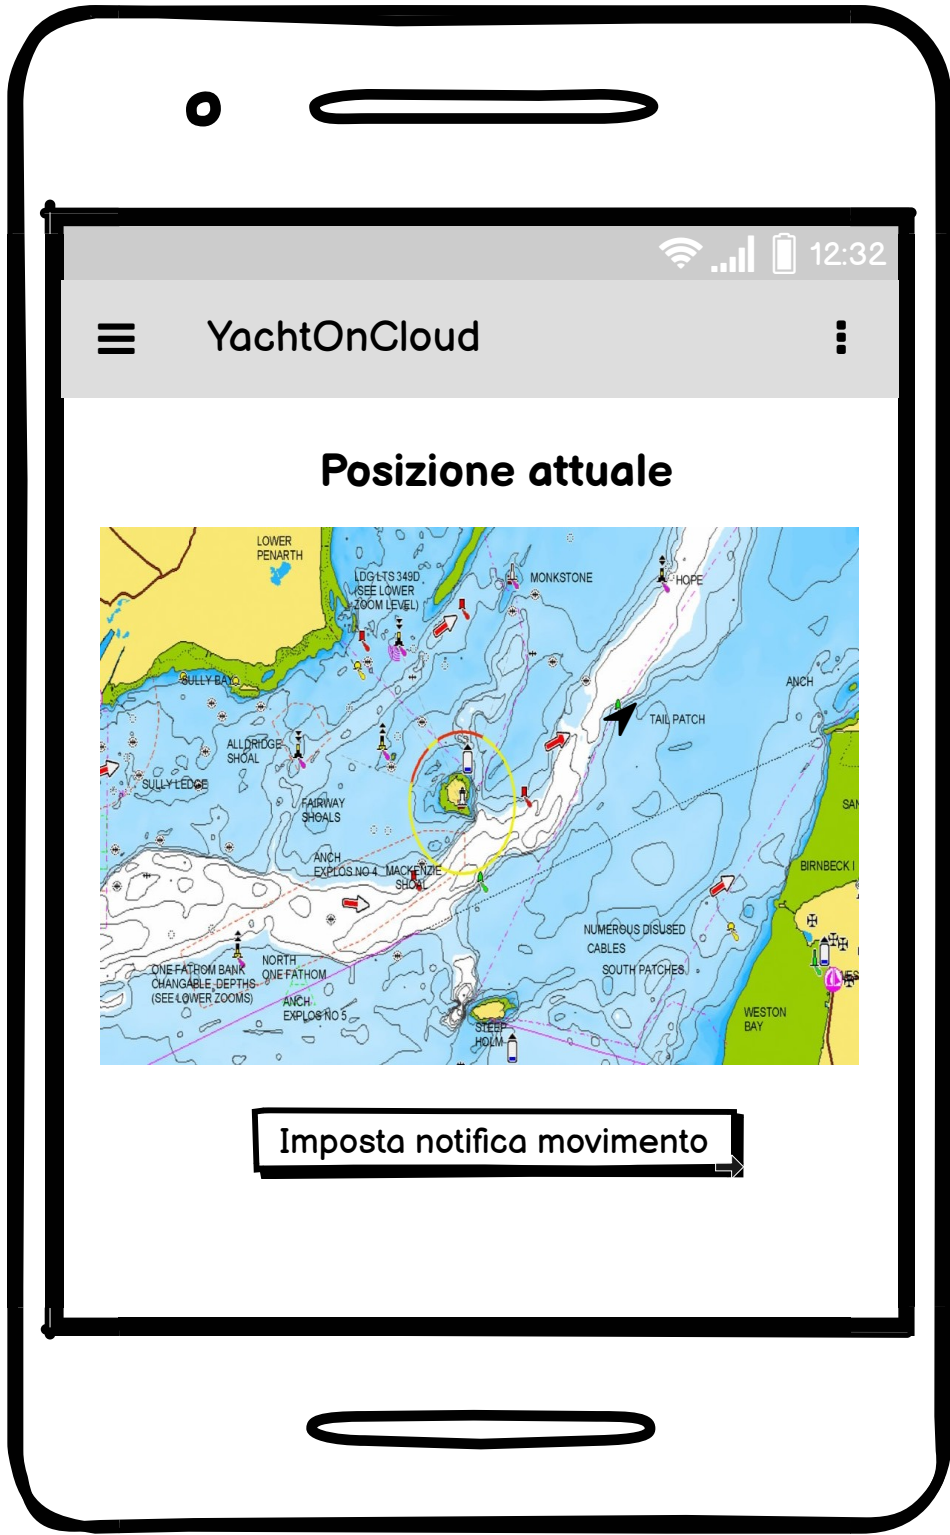 12:32
YachtOnCloud
Posizione attuale
LOWER
PENARTH
LDG LTS 349D
(SEE LOWER
ZOOM LEVEL)
MONKSTONE
HOPE
SULLY BAY
ANCH
TAIL PATCH
ALLDRIDGE
SHOAL
SULLY LEDGE
FAIRWAY
SHOALS
SAN
ANCH
EXPLOS NO 4
MACKENZIE
SHOAL
BIRNBECK I
NUMEROUS DISUSED
CABLES
NORTH
ONE FATHOM
ONE FATHOM BANK
CHANGABLE DEPTHS
(SEE LOWER ZOOMS)
SOUTH PATCHES
WES
ANCH
EXPLOS NO 5
STEEP
HOLM
WESTON
BAY
Imposta notifica movimento